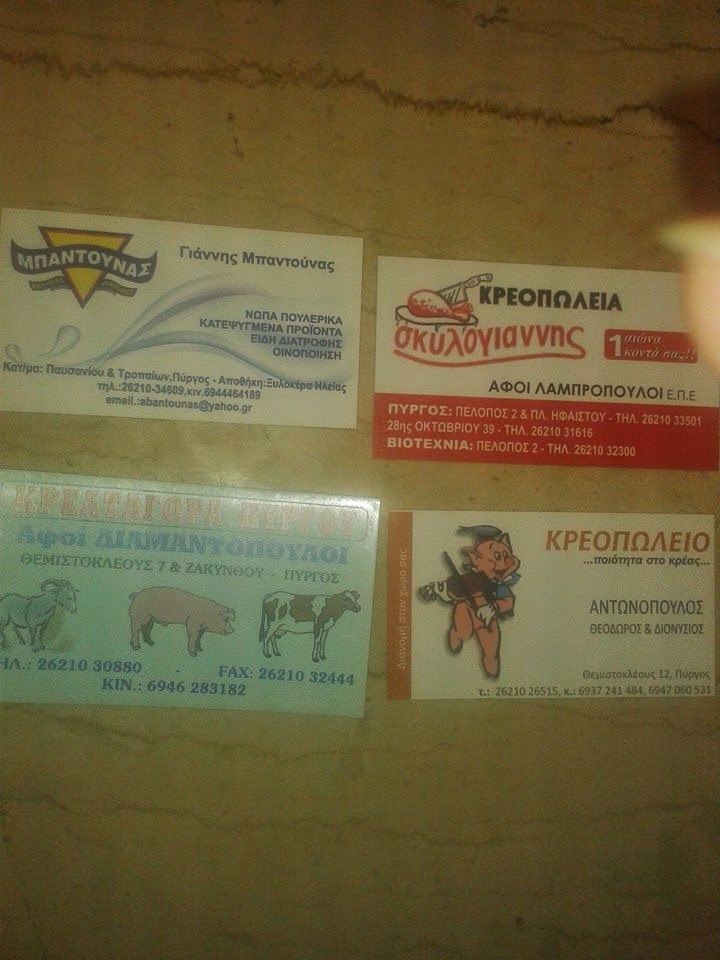 ΜΠΑΝΤΟΥΝΑΣ
Γιάννης Μπαντούνας
ΝΩΠΑ ΠΟΥΛΕΡΙΚΑ
ΚΑΤΕΨΥΓΜΕΝΑ ΠΡΟΪΟΝΤΑ
ΕΙΔΗ ΔΙΑΤΡΟΦΗΣ
ΟΙΝΟΠΟΙΗΣΗ
Κατ/μα: Παυσανίου & Τροπαίων,Πύργος - Αποθήκη:Ξυλοκέρα Ηλείας
τηλ.:26210-34609,κιν.6944464189
email.:abantounas@yahoo.gr
ΚΡΕΟΠΩΛΕΙΑ
σκυλογιαννης
1 αιώνα
κοντά σας!!
ΑΦΟΙ ΛΑΜΠΡΟΠΟΥΛΟΙ Ε.Π.Ε
ΠΥΡΓΟΣ: ΠΕΛΟΠΟΣ 2 & ΠΛ. ΗΦΑΙΣΤΟΥ - ΤΗΛ. 26210 33501
28ης ΟΚΤΩΒΡΙΟΥ 39 - ΤΗΛ. 26210 31616
ΒΙΟΤΕΧΝΙΑ: ΠΕΛΟΠΟΣ 2 - ΤΗΛ. 26210 32300
ΚΡΕΑΤΑΓΟΡΑ ΠΥΡΓΟΥ
Αφοί ΔΙΑΜΑΝΤΟΠΟΥΛΟΙ
ΘΕΜΙΣΤΟΚΛΕΟΥΣ 7 & ΖΑΚΥΝΘΟΥ - ΠΥΡΓΟΣ
ΗΛ.: 26210 30880 - FAX: 26210 32444
ΚΙΝ.: 6946 283182
Διανομή στον χώρο σας
ΚΡΕΟΠΩΛΕΙΟ
...ποιότητα στο κρέας...
ΑΝΤΩΝΟΠΟΥΛΟΣ
ΘΕΟΔΩΡΟΣ & ΔΙΟΝΥΣΙΟΣ
Θεμιστοκλέους 12, Πύργος
τ.: 26210 26515, κ.: 6937 241 484, 6947 060 531